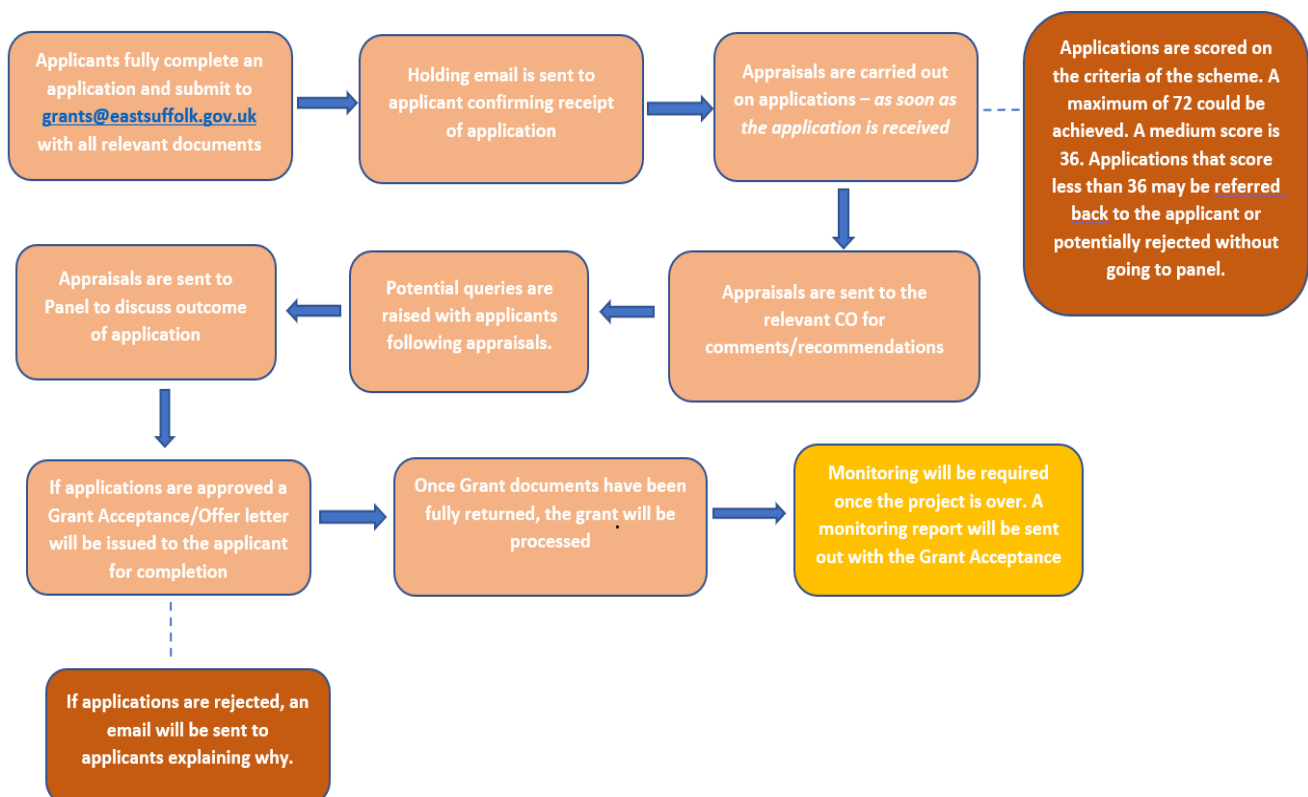 Applicants fully complete an
application and submit to
grants@eastsuffolk.gov.uk
with all relevant documents
Holding email is sent to
applicant confirming receipt
of application
Appraisals are carried out
on applications – as soon as
the application is received
Applications are scored on
the criteria of the scheme. A
maximum of 72 could be
achieved. A medium score is
36. Applications that score
less than 36 may be referred
back to the applicant or
potentially rejected without
going to panel.
Appraisals are sent to the
relevant CO for
comments/recommendations
Potential queries are
raised with applicants
following appraisals.
Appraisals are sent to
Panel to discuss outcome
of application
If applications are approved a
Grant Acceptance/Offer letter
will be issued to the applicant
for completion
Once Grant documents have been
fully returned, the grant will be
processed
Monitoring will be required
once the project is over. A
monitoring report will be sent
out with the Grant Acceptance
If applications are rejected, an
email will be sent to
applicants explaining why.